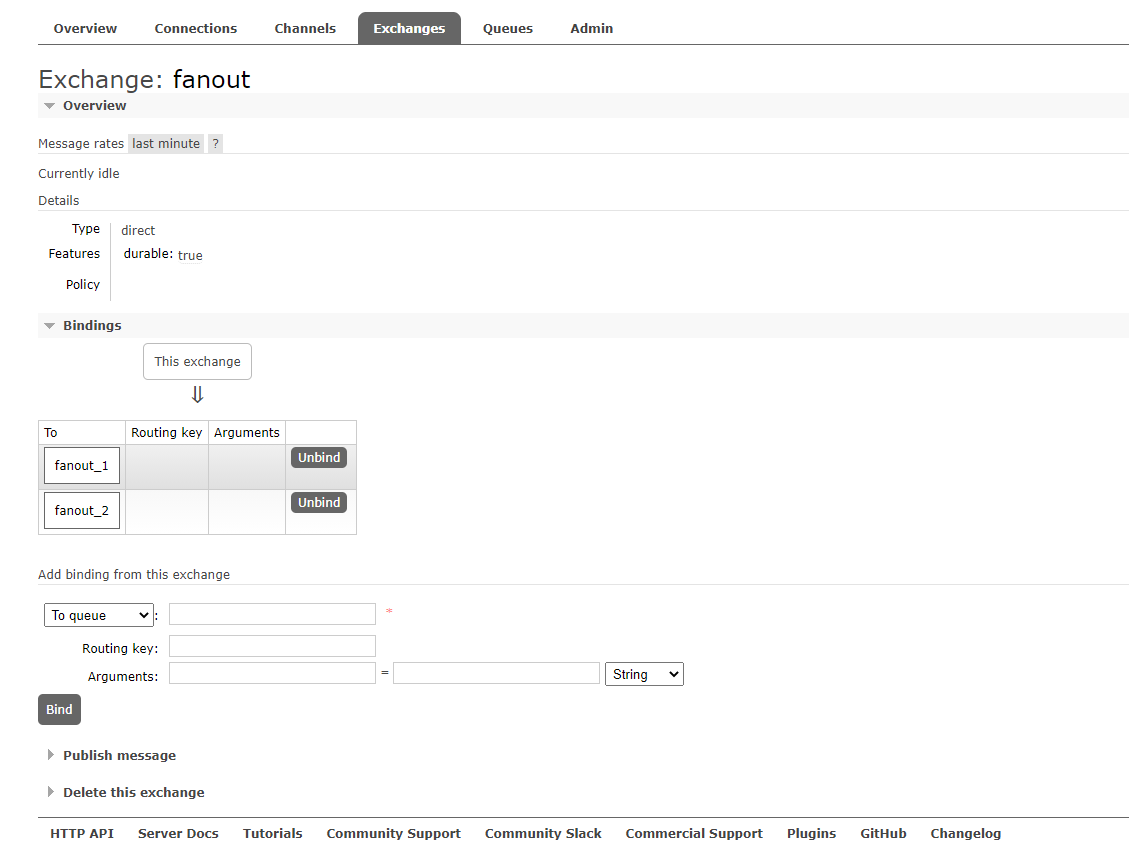 Overview Connections Channels Exchanges Queues Admin
Exchange: fanout
Overview
Message rates last minute ?
Currently idle
Details
Type direct
Features durable: true
Policy
Bindings
This exchange
⇓
To Routing key Arguments
fanout_1 Unbind
fanout_2 Unbind
Add binding from this exchange
To queue : *
Routing key:
Arguments: = String
Bind
Publish message
Delete this exchange
HTTP API Server Docs Tutorials Community Support Community Slack Commercial Support Plugins GitHub Changelog